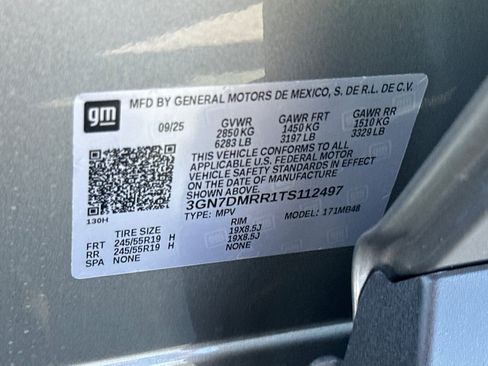 gm
MFD BY GENERAL MOTORS DE MEXICO, S. DE R.L. DE C.V.
09/25 GVWR GAWR FRT GAWR RR
2850 KG 1450 KG 1510 KG
6283 LB 3197 LB 3329 LB
THIS VEHICLE CONFORMS TO ALL
APPLICABLE U.S. FEDERAL MOTOR
VEHICLE SAFETY STANDARDS IN EFFECT
ON THE DATE OF MANUFACTURE
SHOWN ABOVE.
3GN7DMRR1TS112497
130H TYPE: MPV MODEL: 171MB48
TIRE SIZE RIM
FRT 245/55R19 H 19X8.5J
RR 245/55R19 H 19X8.5J
SPA NONE NONE